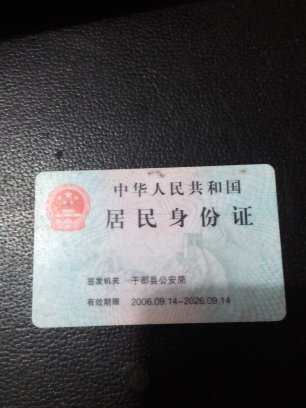 中华人民共和国
居民身份证
签发机关 于都县公安局
有效期限 2006.09.14-2026.09.14